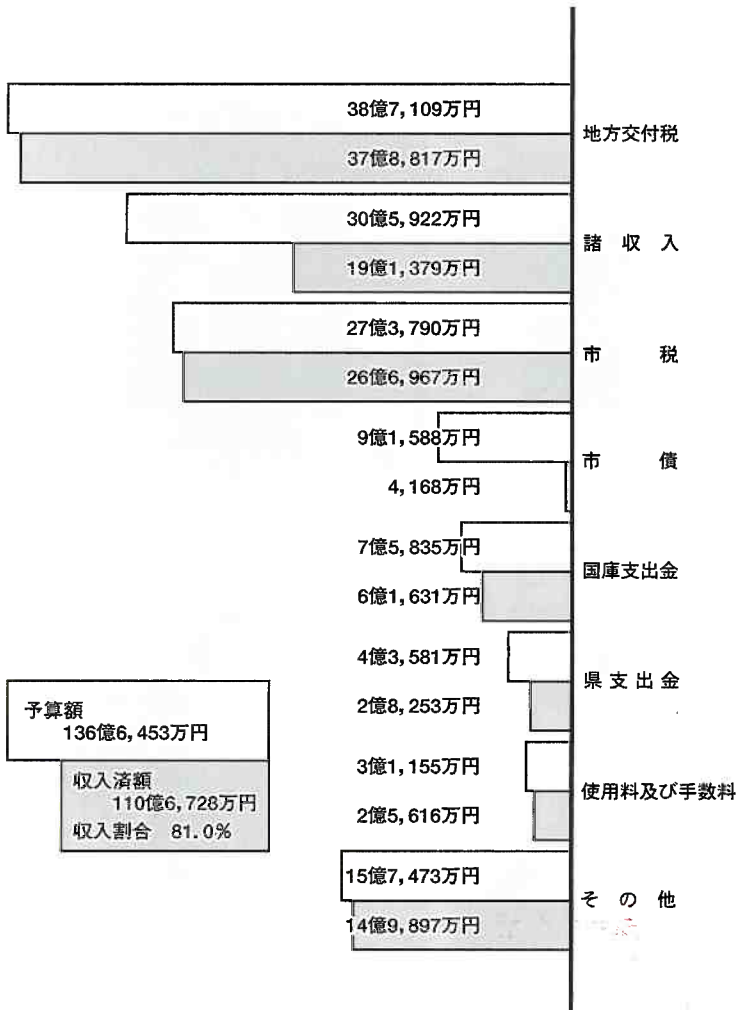 38億7,109万円
地方交付税
37億8,817万円
30億5,922万円
諸収入
19億1,379万円
27億3,790万円
市税
26億6,967万円
9億1,588万円
市債
4,168万円
7億5,835万円
国庫支出金
6億1,631万円
4億3,581万円
県支出金
2億8,253万円
予算額
136億6,453万円
収入済額
110億6,728万円
収入割合 81.0%
3億1,155万円
使用料及び手数料
2億5,616万円
15億7,473万円
その他
14億9,897万円